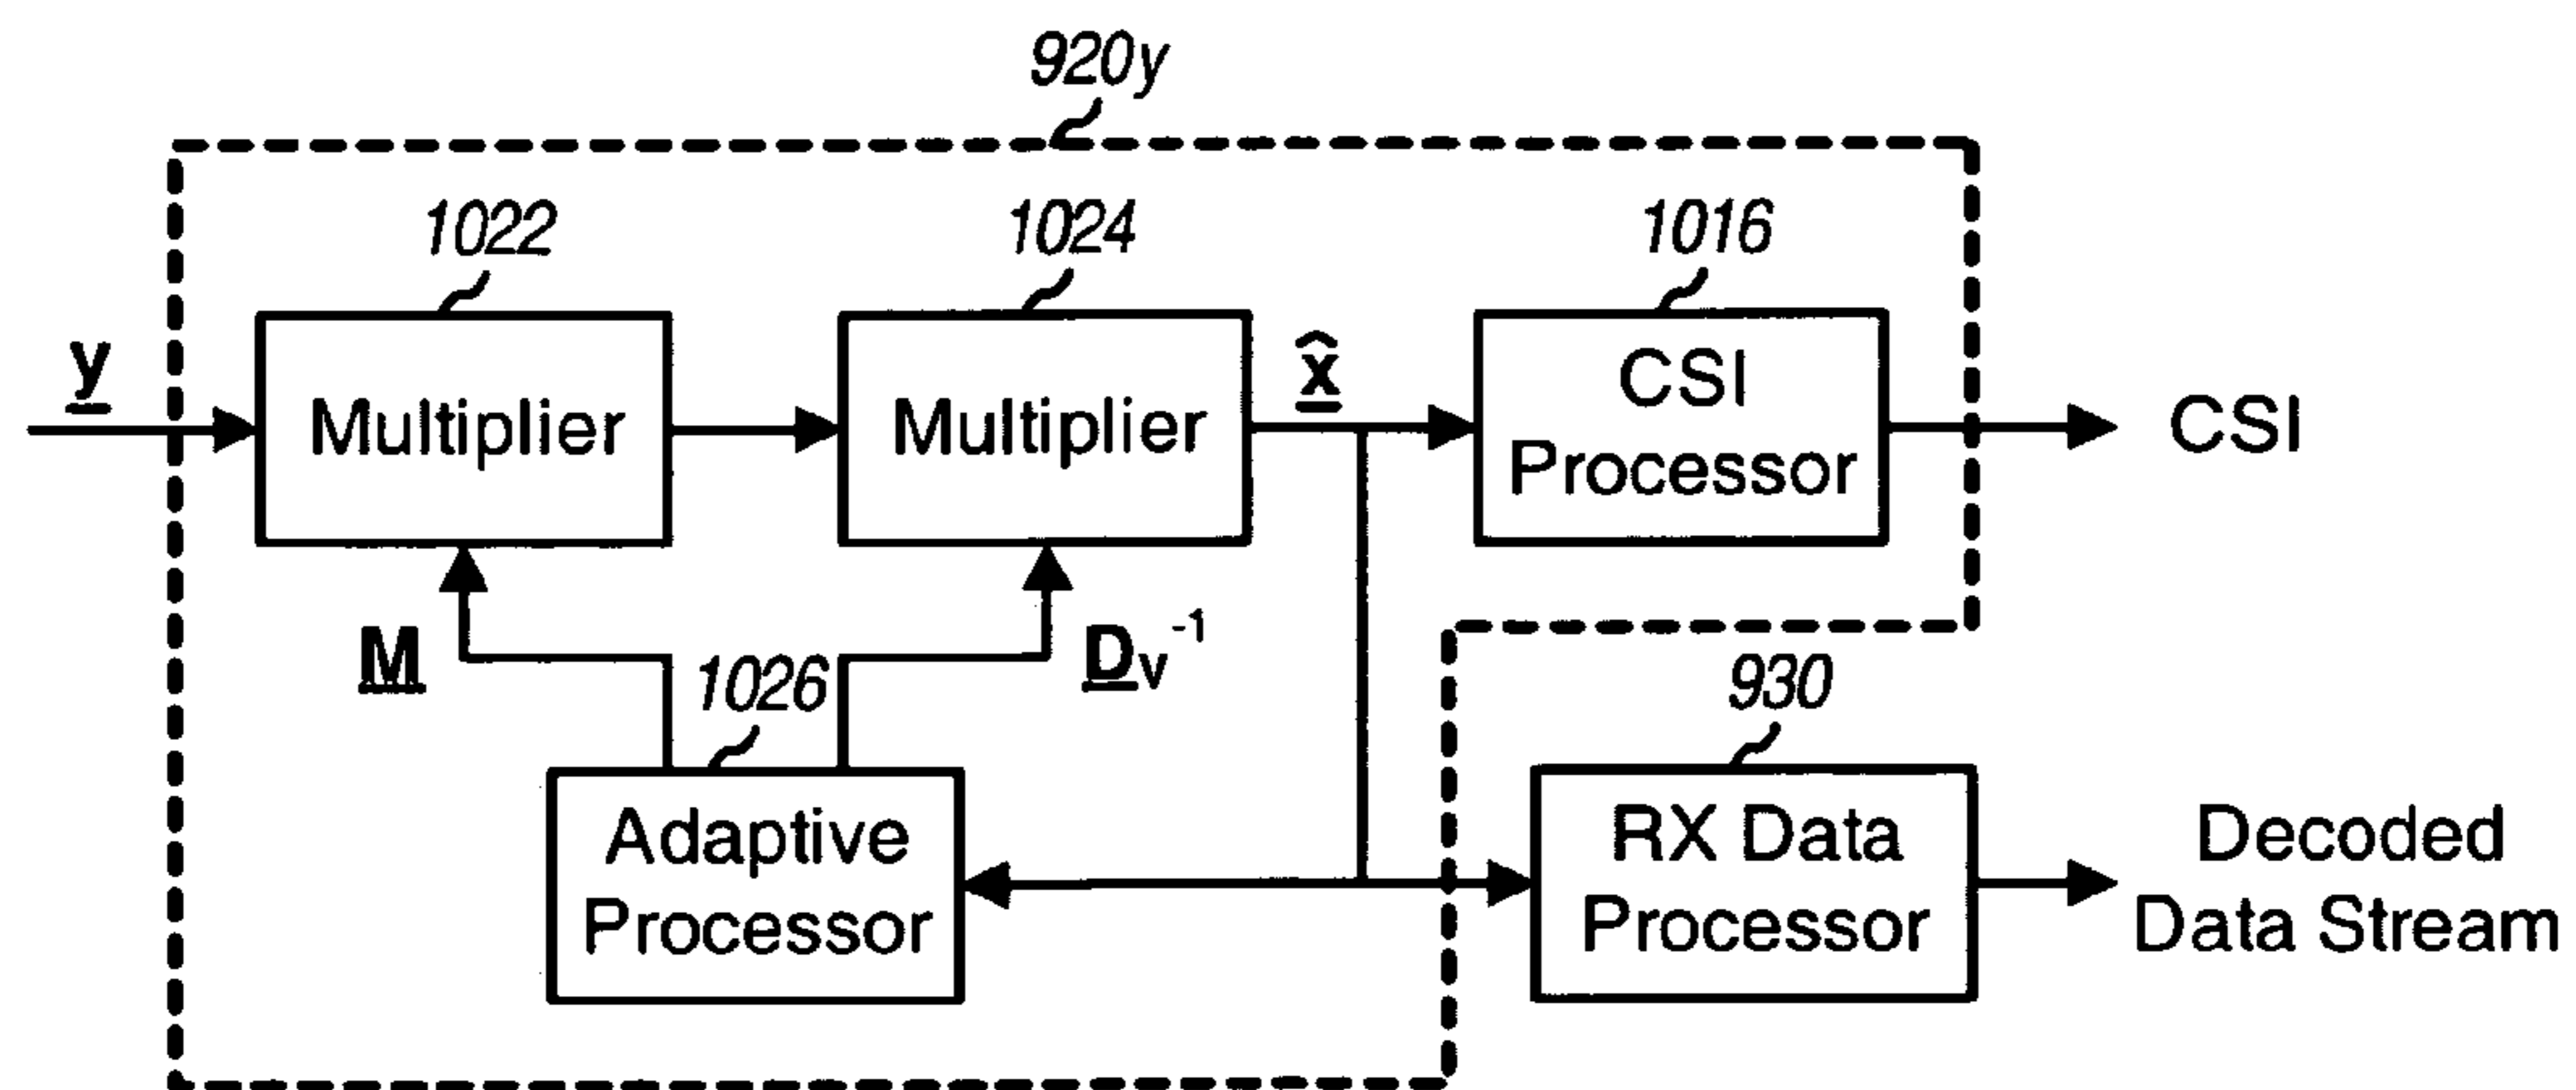 920y
1022
1024
1016
y
Multiplier
Multiplier
x̂
CSI
Processor
CSI
M
1026
D_V^-1
930
Adaptive
Processor
RX Data
Processor
Decoded
Data Stream